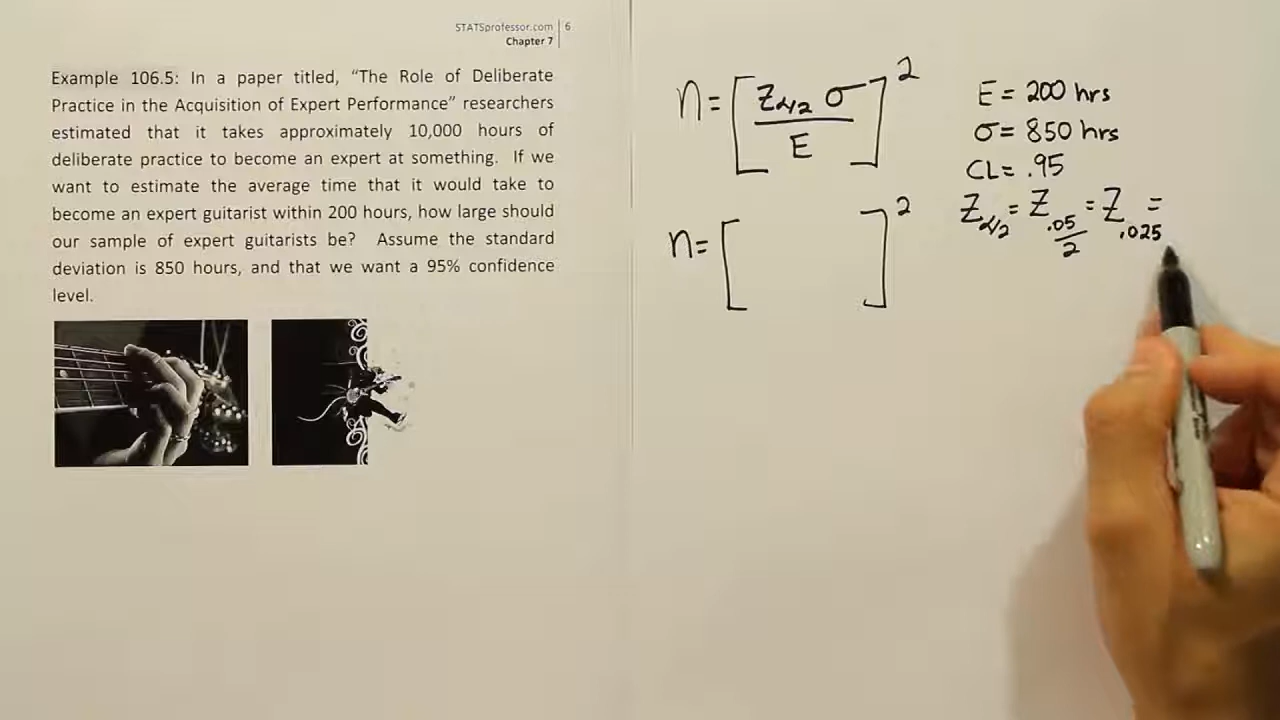 STATSprofessor.com | 6
Chapter 7
Example 106.5: In a paper titled, “The Role of Deliberate
Practice in the Acquisition of Expert Performance” researchers
estimated that it takes approximately 10,000 hours of
deliberate practice to become an expert at something. If we
want to estimate the average time that it would take to
become an expert guitarist within 200 hours, how large should
our sample of expert guitarists be? Assume the standard
deviation is 850 hours, and that we want a 95% confidence
level.
n = [ Z α/2 σ / E ] 2
n = [ ] 2
E = 200 hrs
σ = 850 hrs
CL = .95
Z α/2 = Z .05/2 = Z .025 =